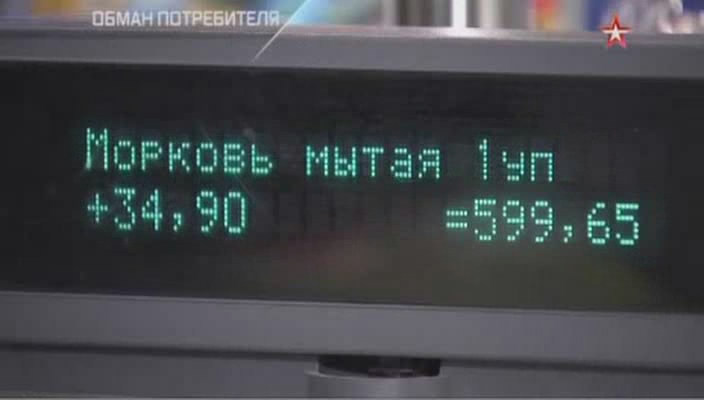 ОБМАН ПОТРЕБИТЕЛЯ
Морковь мытая 1уп
+34,90 =599,65